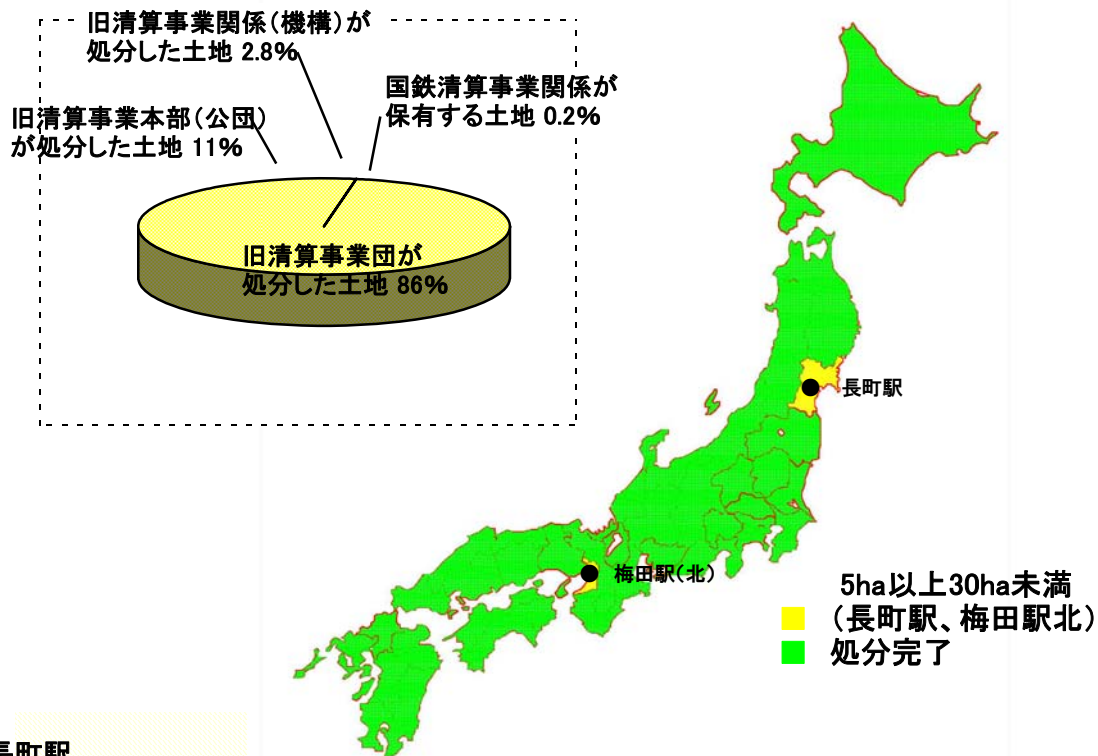 旧清算事業関係(機構)が
処分した土地 2.8%
国鉄清算事業関係が
保有する土地 0.2%
旧清算事業本部(公団)
が処分した土地 11%
旧清算事業団が
処分した土地 86%
長町駅
梅田駅(北)
5ha以上30ha未満
(長町駅、梅田駅北)
処分完了
長町駅